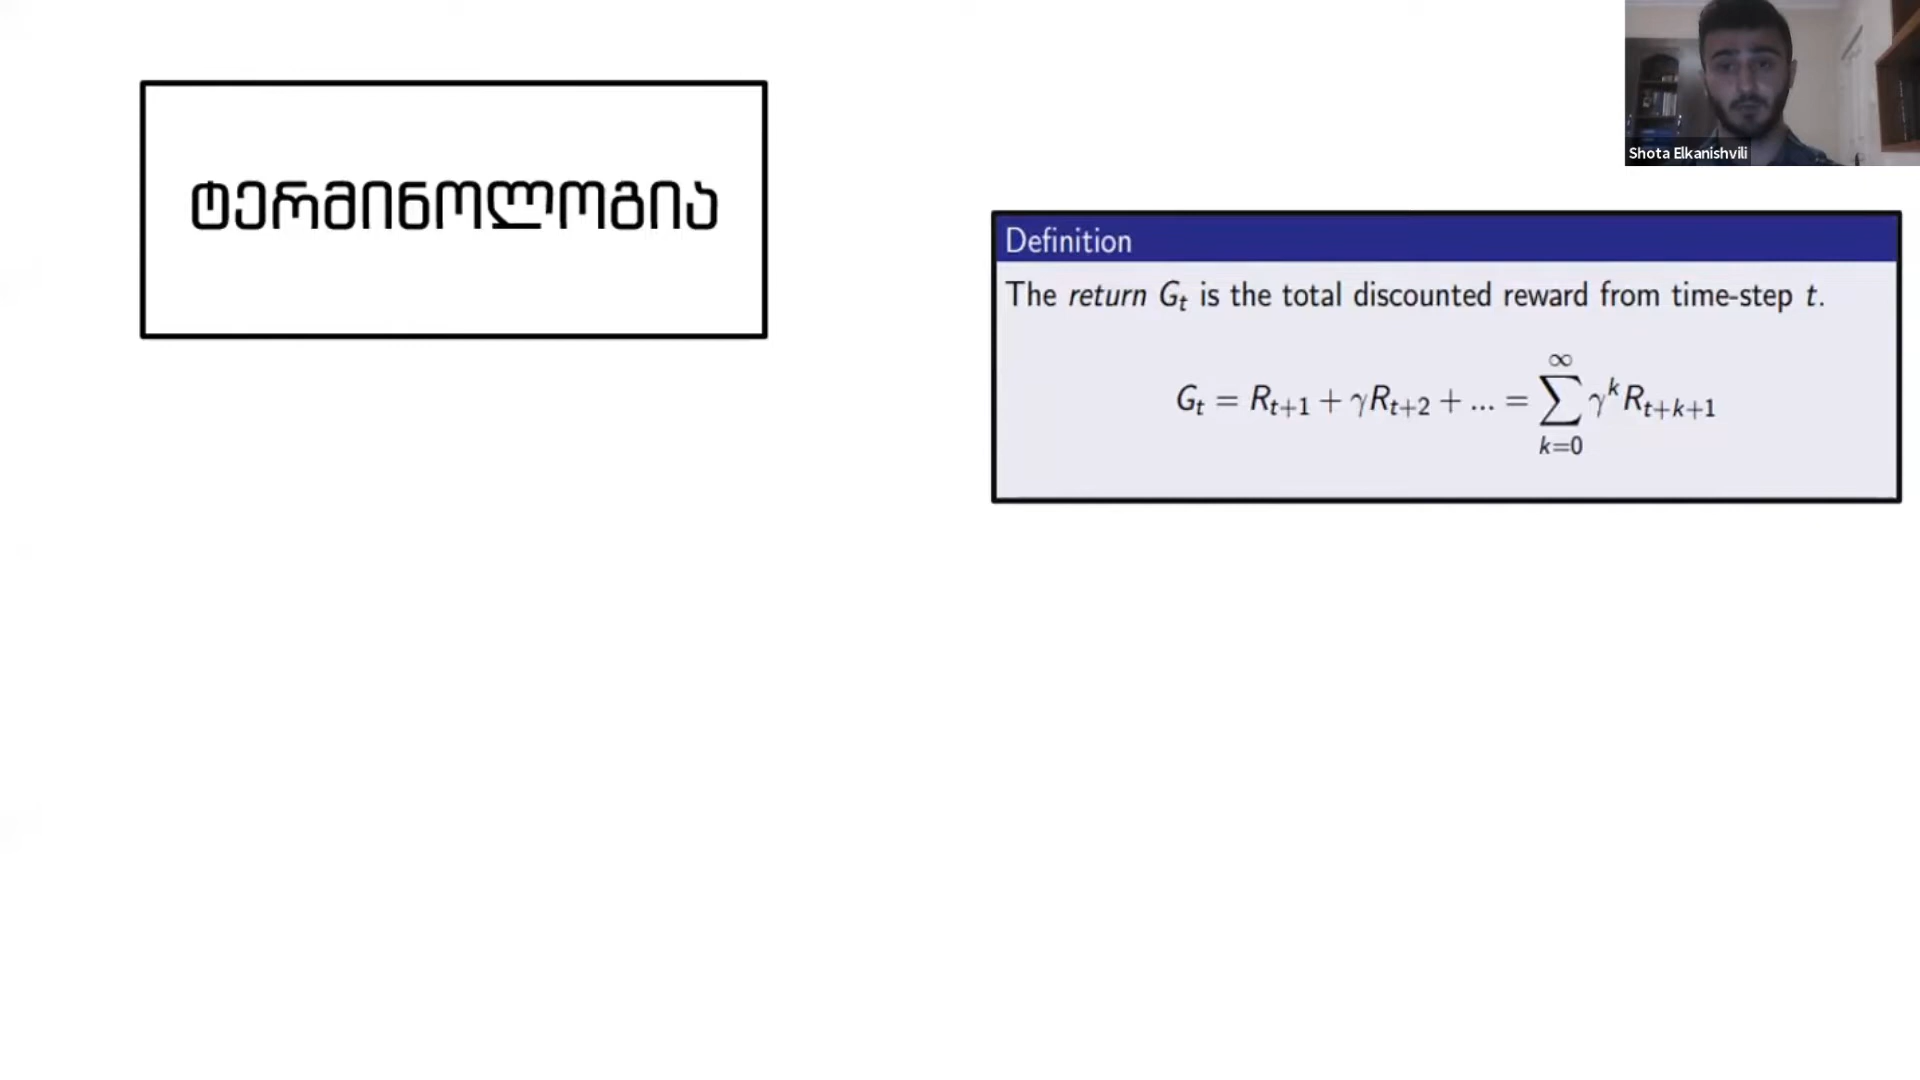 ტერმინოლოგია
Shota Elkanishvili
Definition
The return G_t is the total discounted reward from time-step t.
G_t = R_{t+1} + γR_{t+2} + ... = ∑_{k=0}^{∞} γ^k R_{t+k+1}